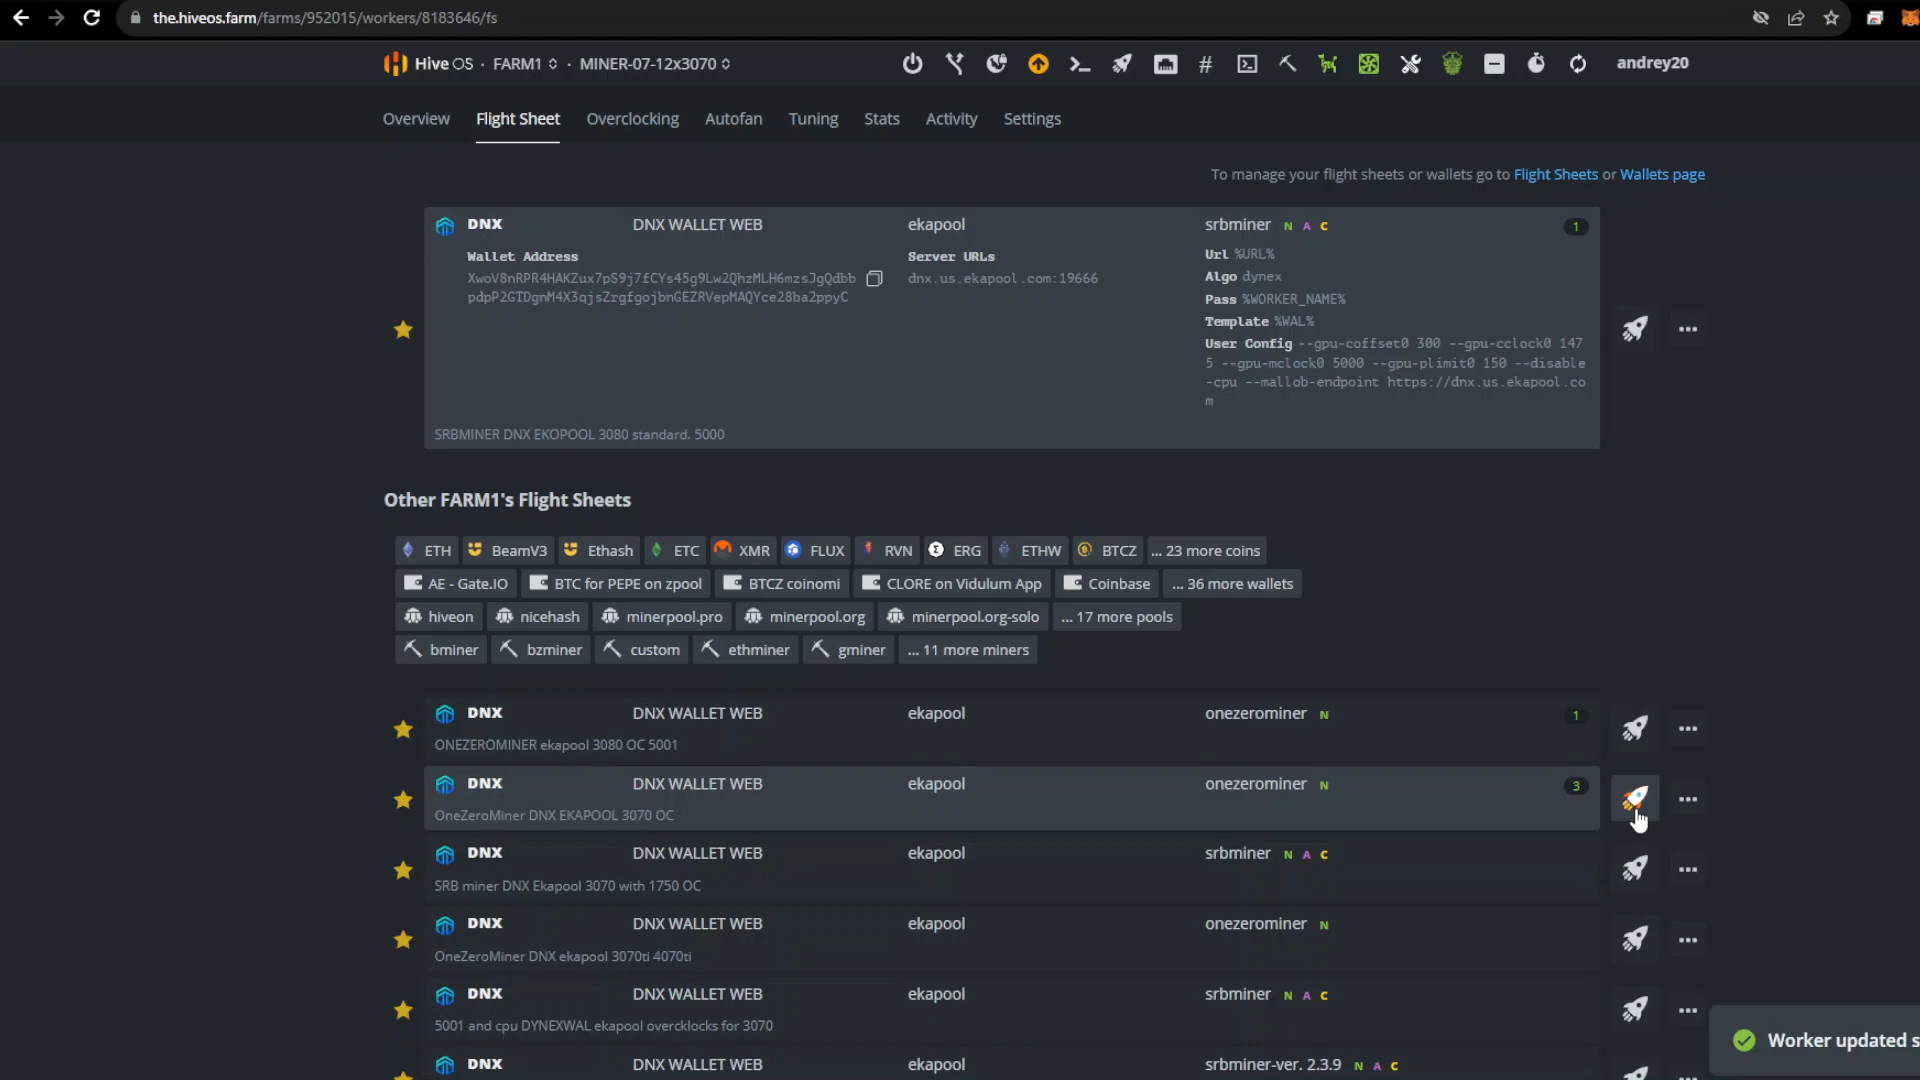 the.hiveos.farm/farms/952015/workers/8183646/fs
Hive OS · FARM1 · MINER-07-12x3070
andrey20
Overview Flight Sheet Overclocking Autofan Tuning Stats Activity Settings
To manage your flight sheets or wallets go to Flight Sheets or Wallets page
DNX DNX WALLET WEB ekapool srbminer N A C 1
Wallet Address Server URLs Url %URL%
XwoV8nRPR4HAKZux7pS9j7fCYs45g9Lw2QhzMLH6mzsJgQdbb dnx.us.ekapool.com:19666 Algo dynex
pdpP2GTDgnM4X3qjsZrgfgojbnGEZRVepMAQYce28ba2ppyC Pass %WORKER_NAME%
Template %WAL%
User Config --gpu-coffset0 300 --gpu-cclock0 147
5 --gpu-mclock0 5000 --gpu-plimit0 150 --disable
-cpu --mallob-endpoint https://dnx.us.ekapool.co
m
SRBMINER DNX EKOPOOL 3080 standard. 5000
Other FARM1's Flight Sheets
ETH BeamV3 Ethash ETC XMR FLUX RVN ERG ETHW BTCZ ... 23 more coins
AE - Gate.IO BTC for PEPE on zpool BTCZ coinomi CLORE on Vidulum App Coinbase ... 36 more wallets
hiveon nicehash minerpool.pro minerpool.org minerpool.org-solo ... 17 more pools
bminer bzminer custom ethminer gminer ... 11 more miners
DNX DNX WALLET WEB ekapool onezerominer N 1
ONEZEROMINER ekapool 3080 OC 5001
DNX DNX WALLET WEB ekapool onezerominer N 3
OneZeroMiner DNX EKAPOOL 3070 OC
DNX DNX WALLET WEB ekapool srbminer N A C
SRB miner DNX Ekapool 3070 with 1750 OC
DNX DNX WALLET WEB ekapool onezerominer N
OneZeroMiner DNX ekapool 3070ti 4070ti
DNX DNX WALLET WEB ekapool srbminer N A C
5001 and cpu DYNEXWAL ekapool overcklocks for 3070
Worker updated s
DNX DNX WALLET WEB ekapool srbminer-ver. 2.3.9 N A C